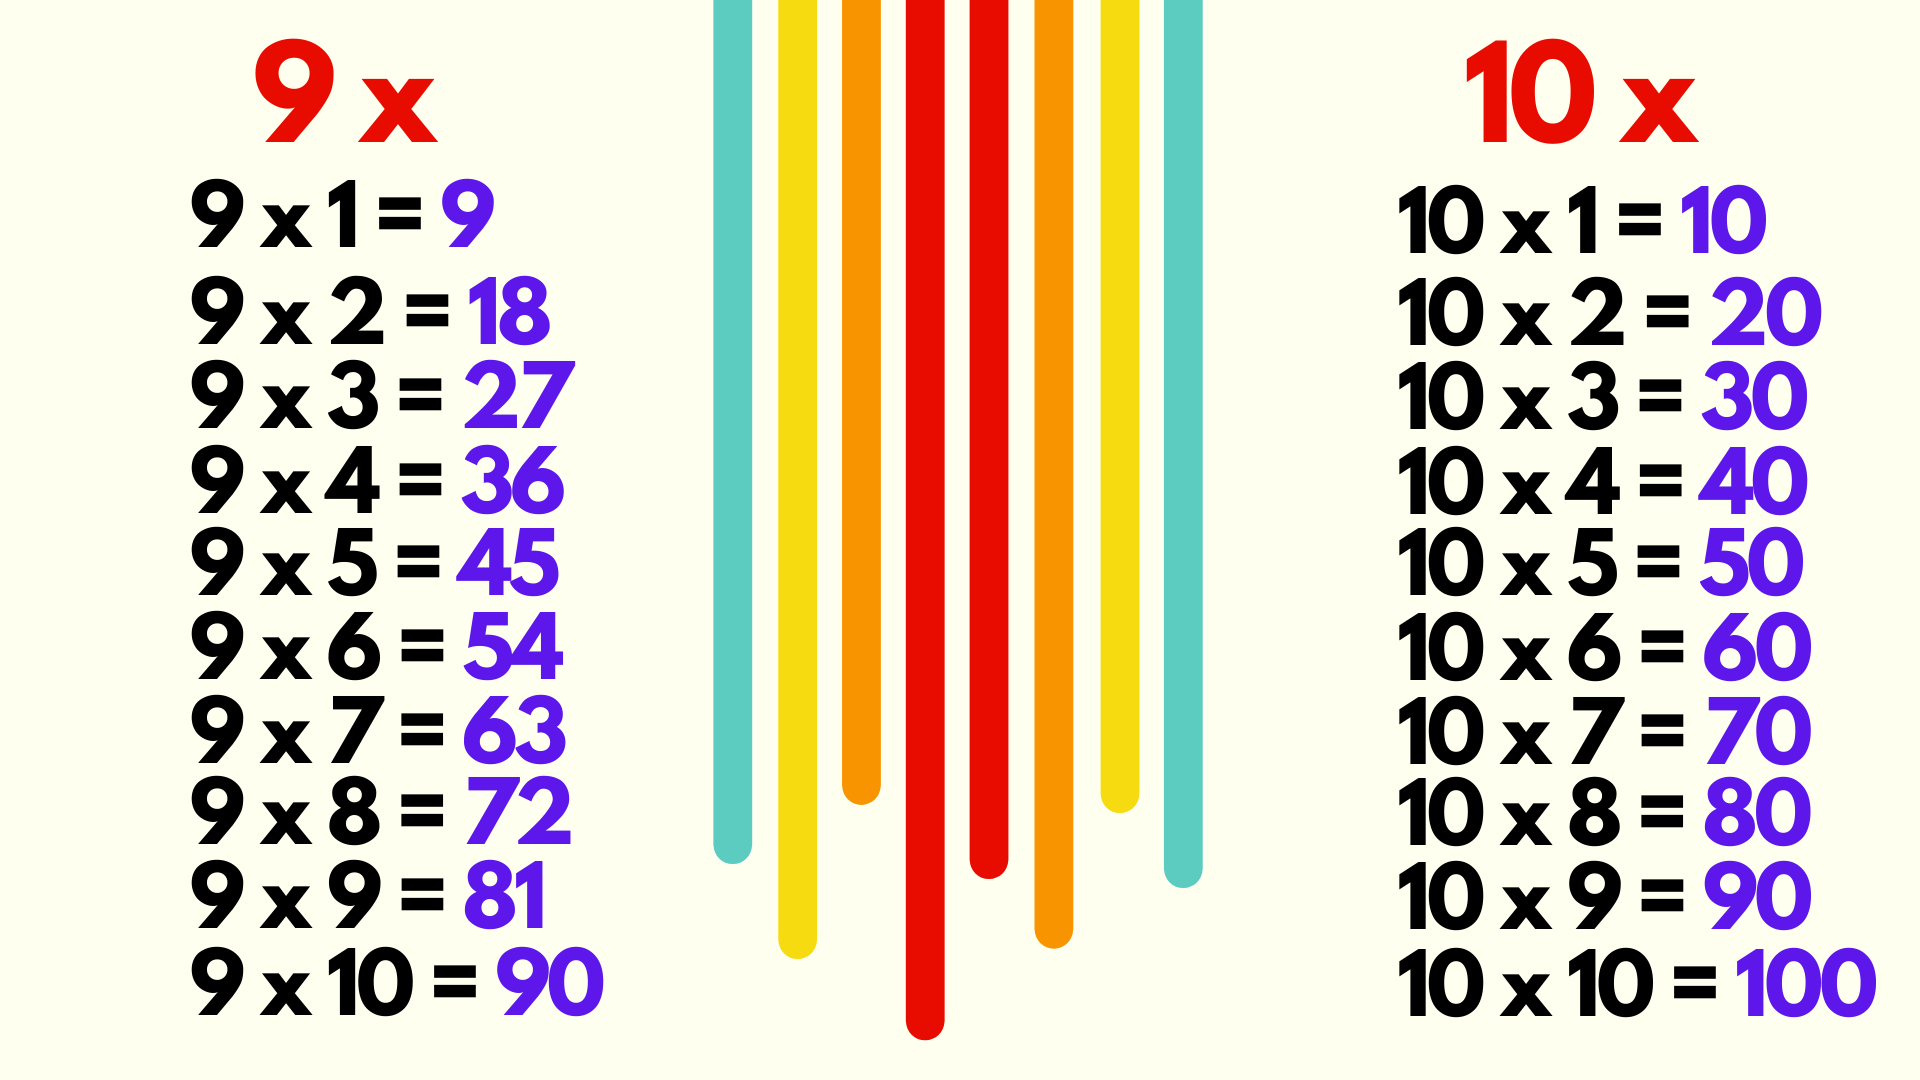 9 x
9 x 1 = 9
9 x 2 = 18
9 x 3 = 27
9 x 4 = 36
9 x 5 = 45
9 x 6 = 54
9 x 7 = 63
9 x 8 = 72
9 x 9 = 81
9 x 10 = 90
10 x
10 x 1 = 10
10 x 2 = 20
10 x 3 = 30
10 x 4 = 40
10 x 5 = 50
10 x 6 = 60
10 x 7 = 70
10 x 8 = 80
10 x 9 = 90
10 x 10 = 100